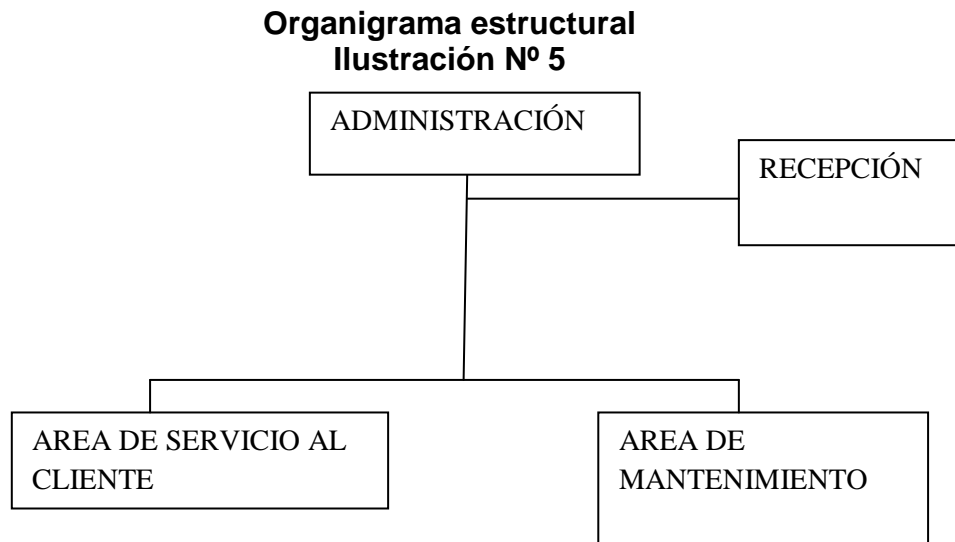 Organigrama estructural
Ilustración Nº 5
ADMINISTRACIÓN
RECEPCIÓN
AREA DE SERVICIO AL
CLIENTE
AREA DE
MANTENIMIENTO